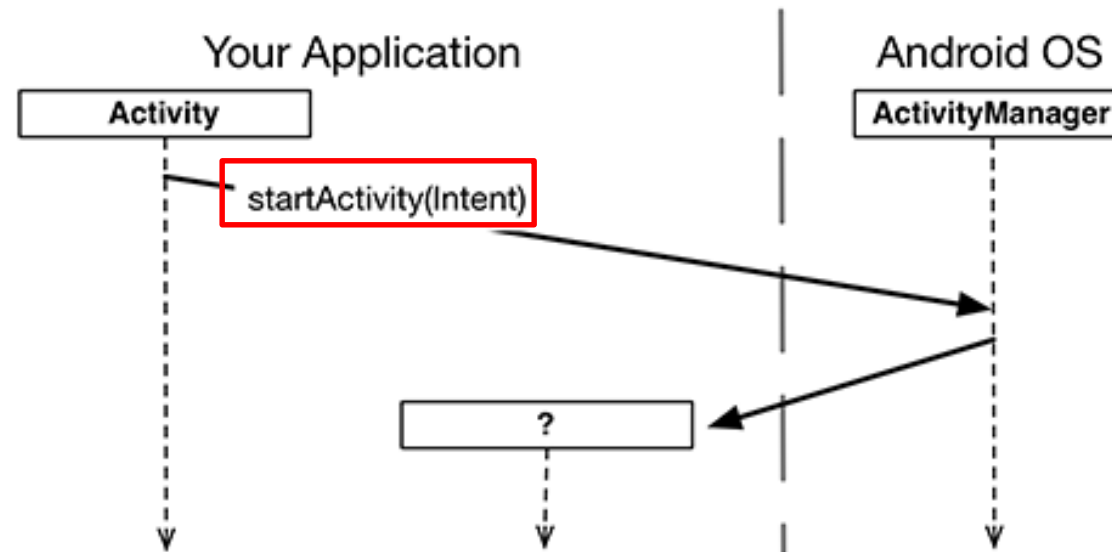 Your Application
Android OS
Activity
ActivityManager
startActivity(Intent)
?